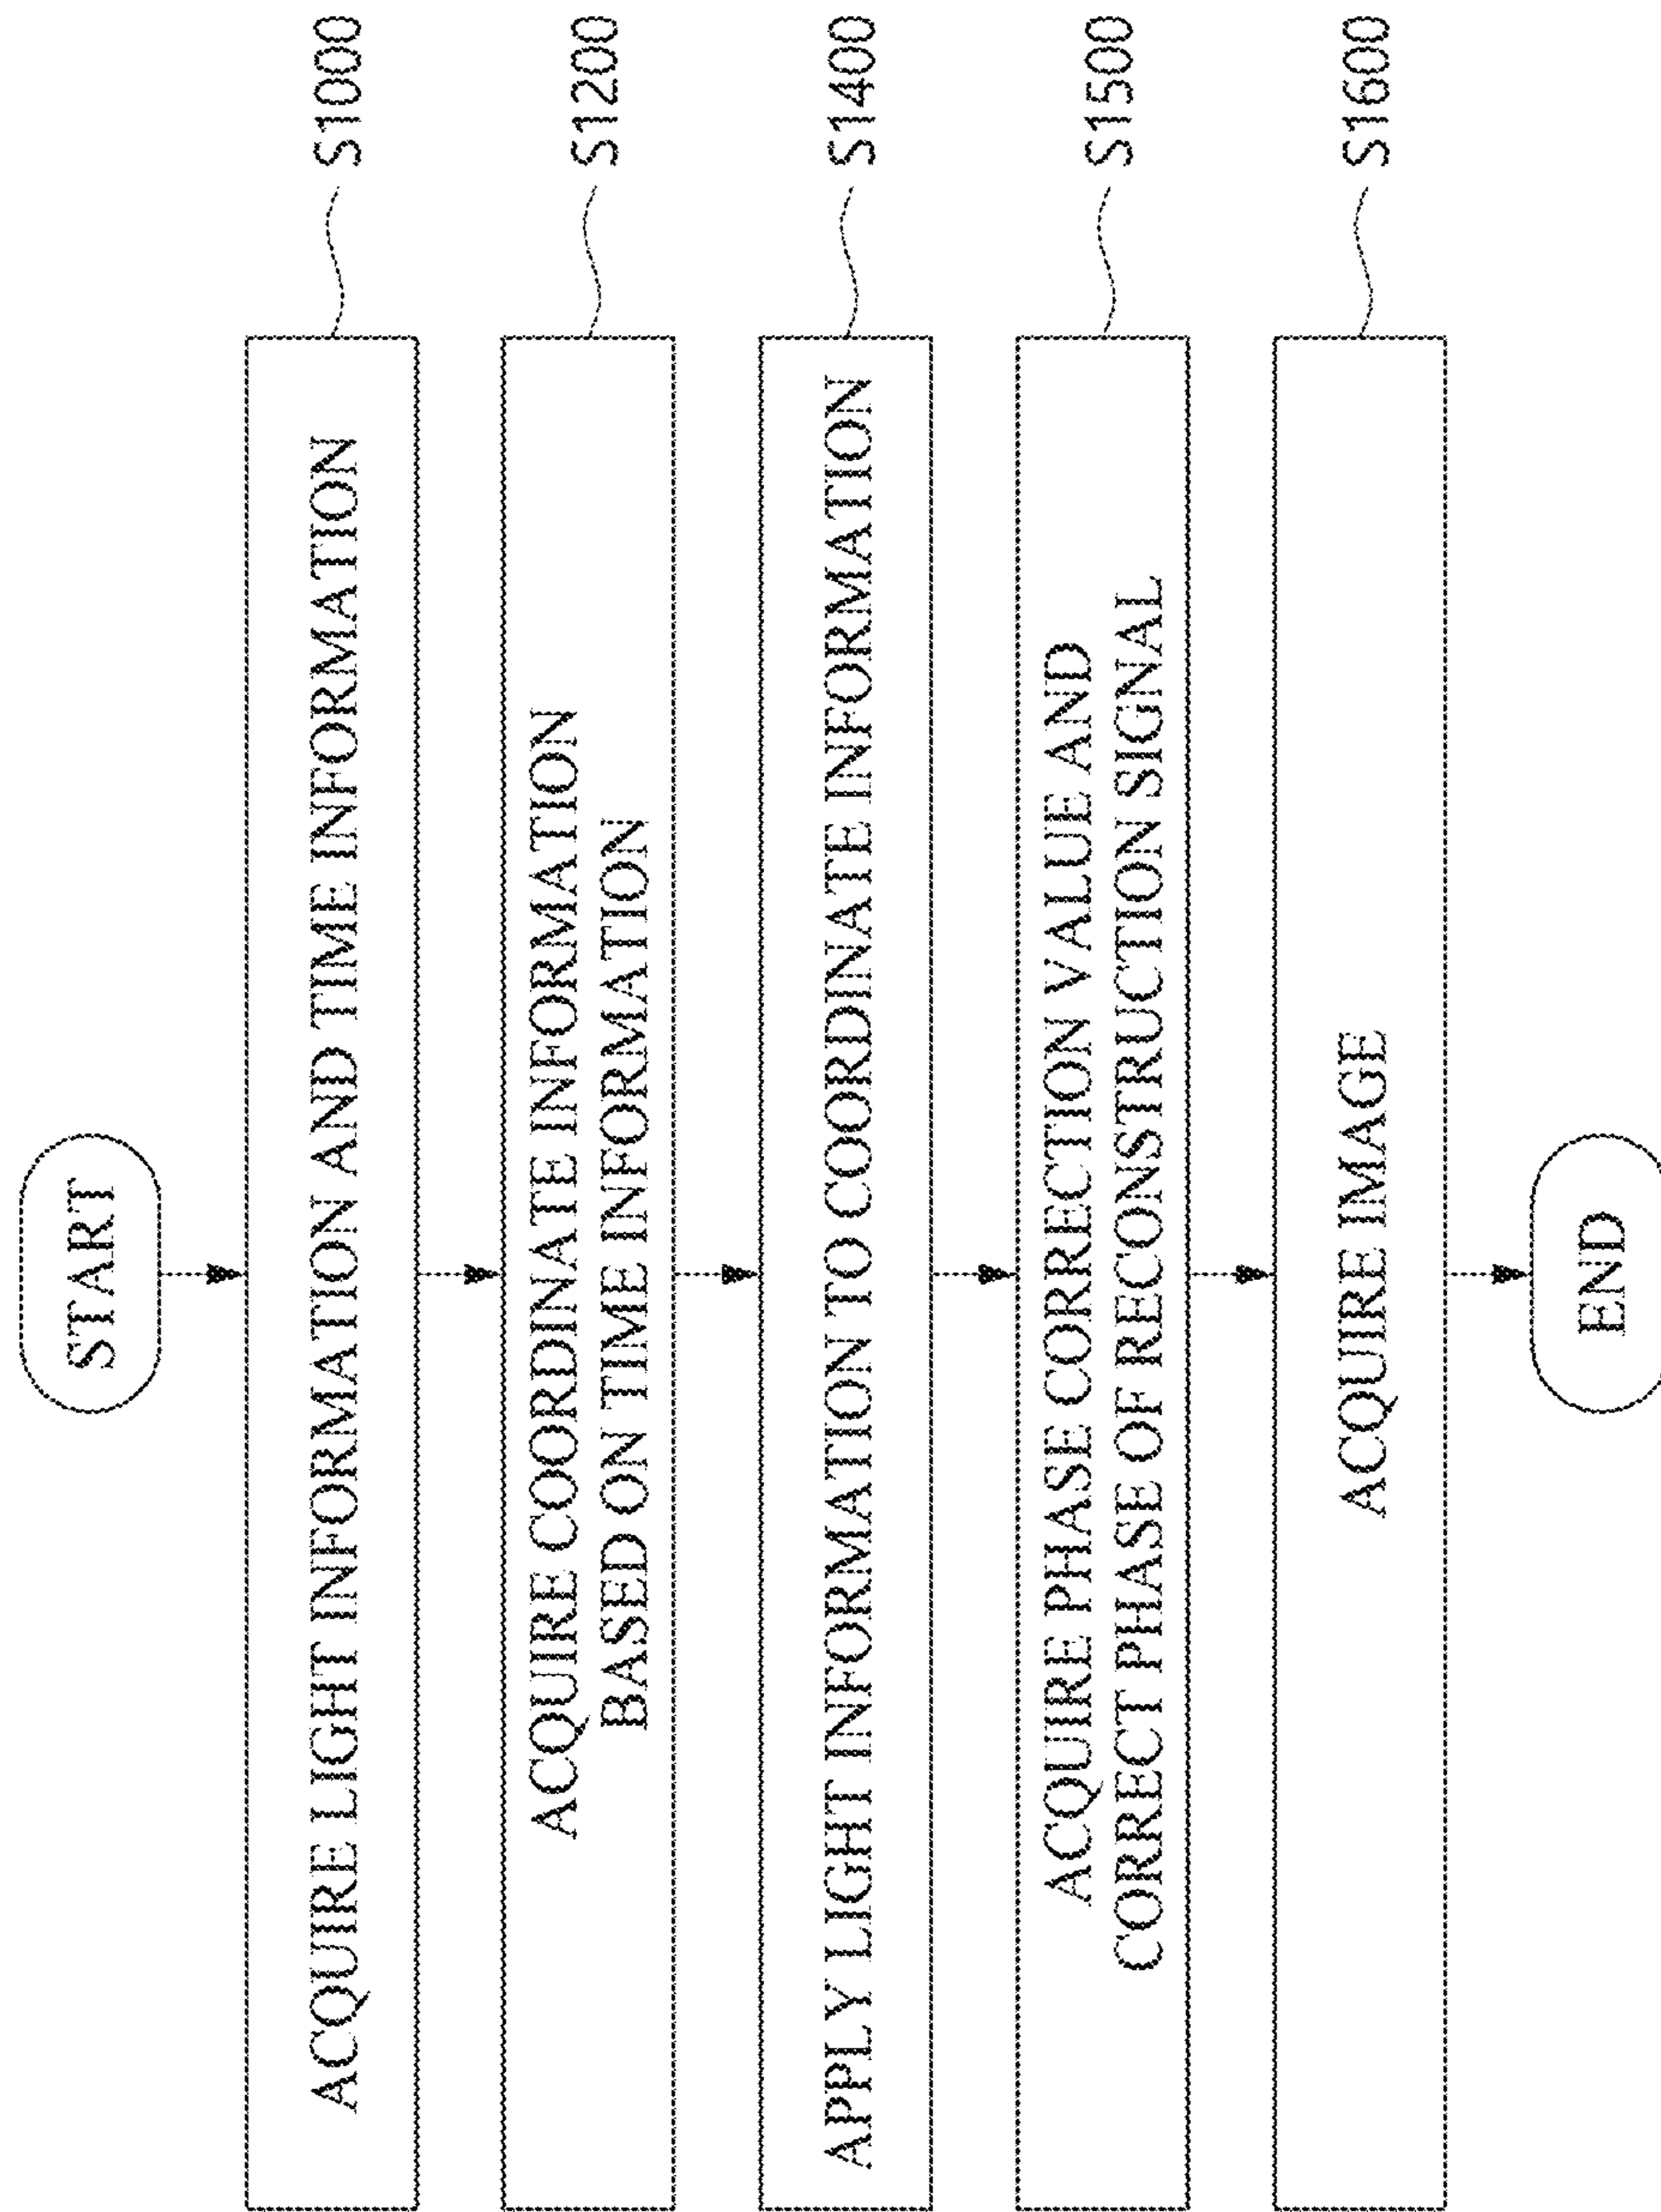 START
ACQUIRE LIGHT INFORMATION AND TIME INFORMATION
S1000
ACQUIRE COORDINATE INFORMATION
BASED ON TIME INFORMATION
S1200
APPLY LIGHT INFORMATION TO COORDINATE INFORMATION
S1400
ACQUIRE PHASE CORRECTION VALUE AND
CORRECT PHASE OF RECONSTRUCTION SIGNAL
S1500
ACQUIRE IMAGE
S1600
END